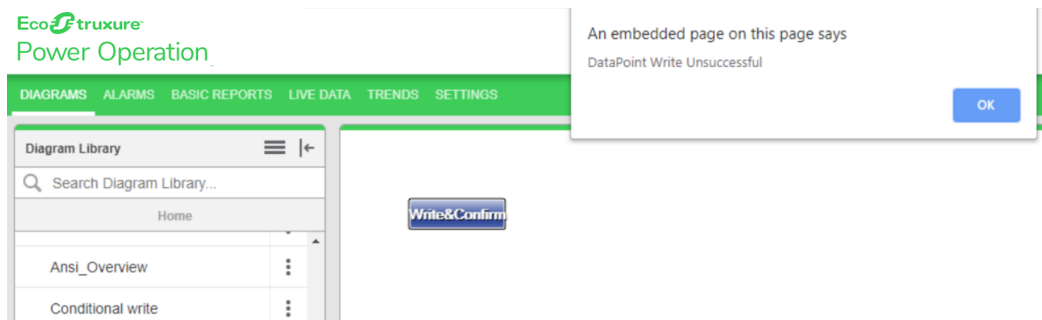 EcoStruxure
Power Operation
An embedded page on this page says
DataPoint Write Unsuccessful
OK
DIAGRAMS ALARMS BASIC REPORTS LIVE DATA TRENDS SETTINGS
Diagram Library
Search Diagram Library...
Home
Write&Confirm
Ansi_Overview
Conditional write